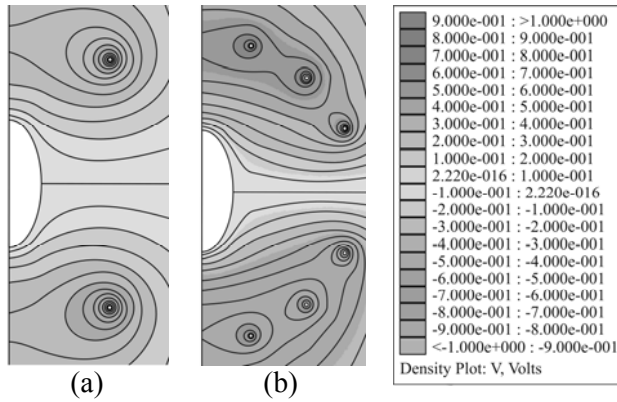 9.000e-001 : >1.000e+000
8.000e-001 : 9.000e-001
7.000e-001 : 8.000e-001
6.000e-001 : 7.000e-001
5.000e-001 : 6.000e-001
4.000e-001 : 5.000e-001
3.000e-001 : 4.000e-001
2.000e-001 : 3.000e-001
1.000e-001 : 2.000e-001
2.220e-016 : 1.000e-001
-1.000e-001 : 2.220e-016
-2.000e-001 : -1.000e-001
-3.000e-001 : -2.000e-001
-4.000e-001 : -3.000e-001
-5.000e-001 : -4.000e-001
-6.000e-001 : -5.000e-001
-7.000e-001 : -6.000e-001
-8.000e-001 : -7.000e-001
-9.000e-001 : -8.000e-001
<-1.000e+000 : -9.000e-001
Density Plot: V, Volts
(a)
(b)